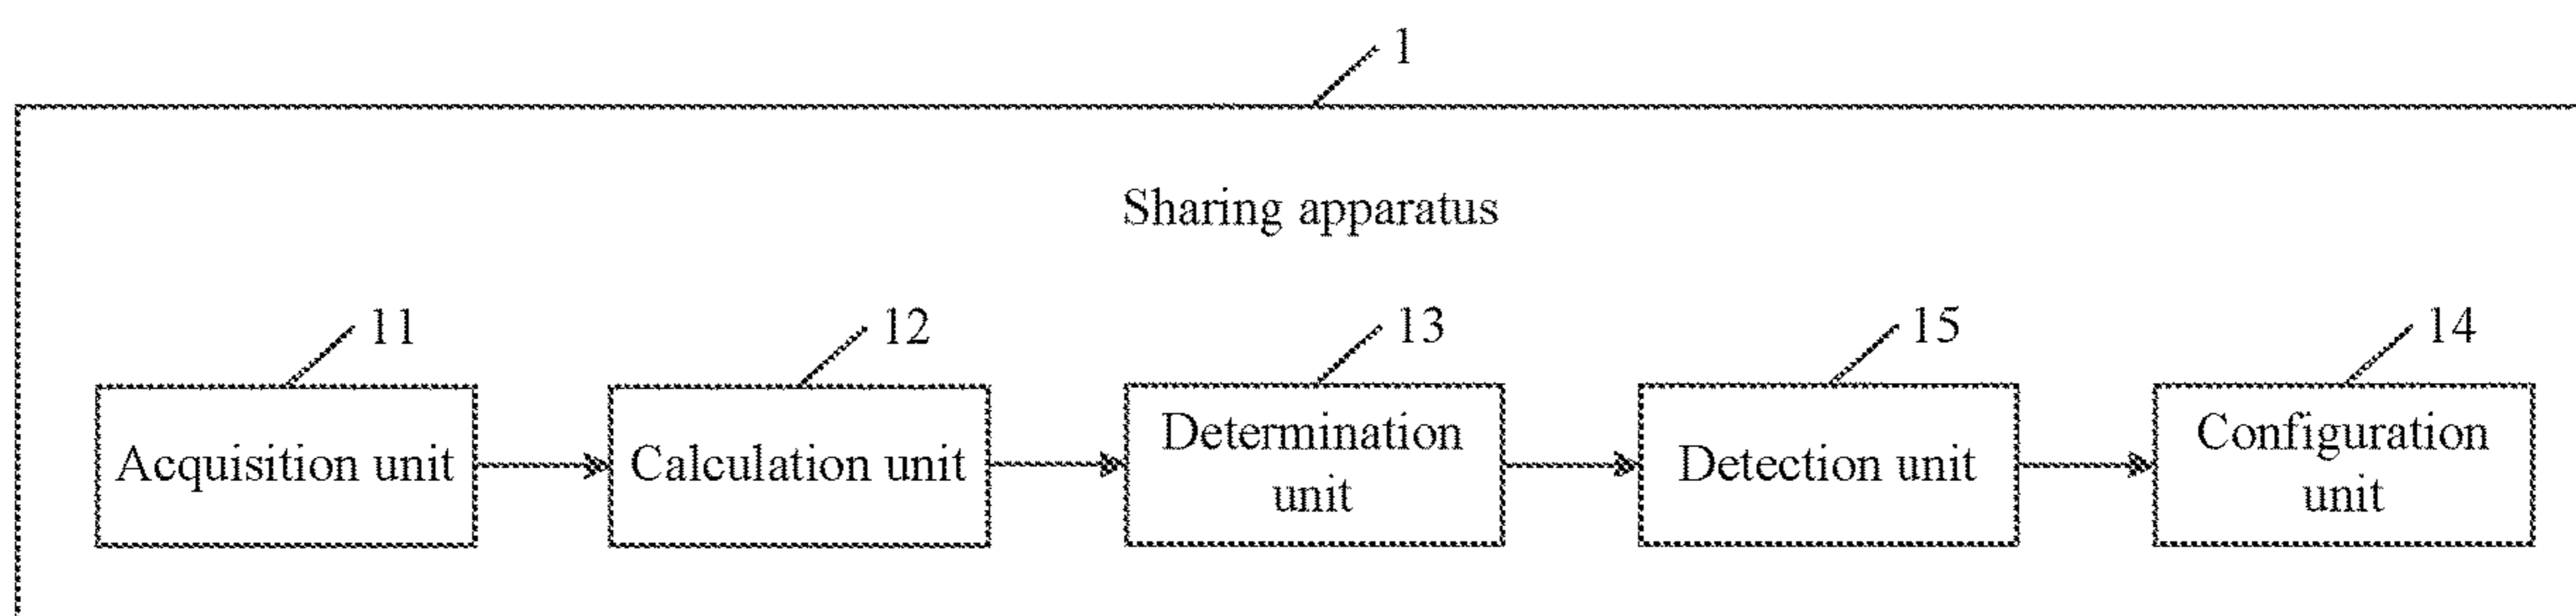 1
Sharing apparatus
11
12
13
15
14
Acquisition unit
Calculation unit
Determination
unit
Detection unit
Configuration
unit